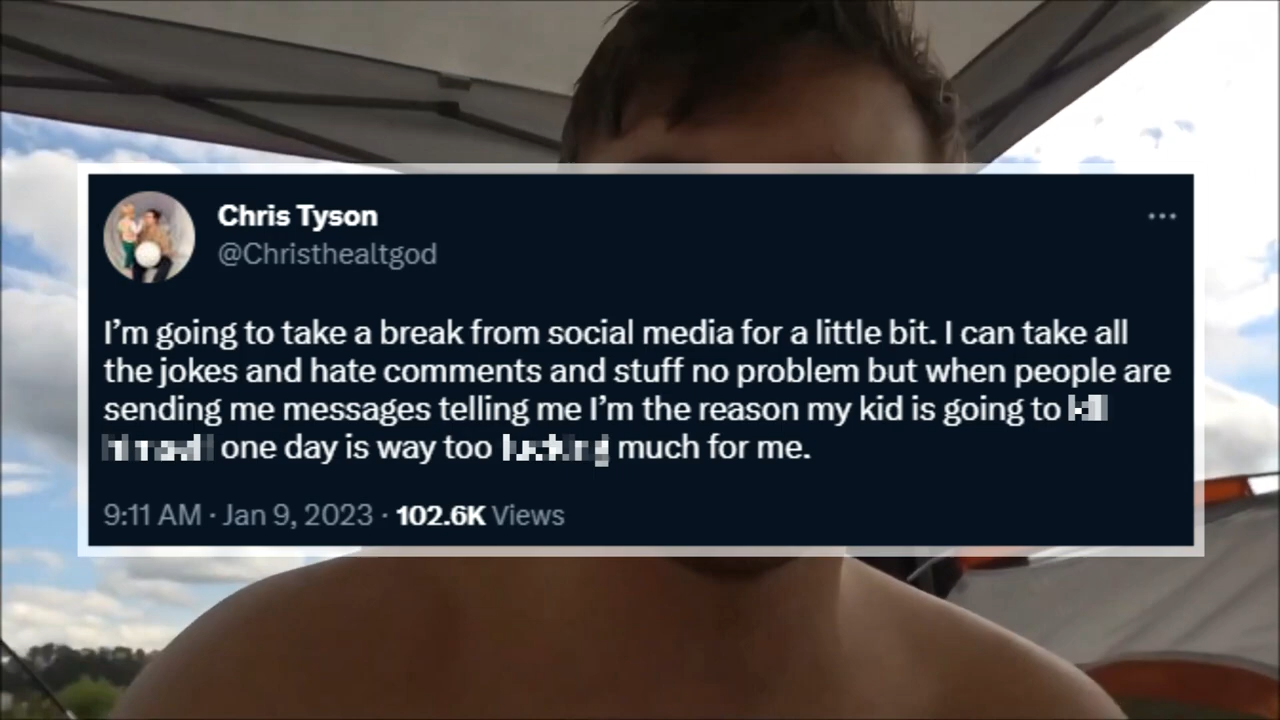 Chris Tyson
@Christhealtgod
I'm going to take a break from social media for a little bit. I can take all
the jokes and hate comments and stuff no problem but when people are
sending me messages telling me I'm the reason my kid is going to
one day is way too much for me.
9:11 AM · Jan 9, 2023 · 102.6K Views